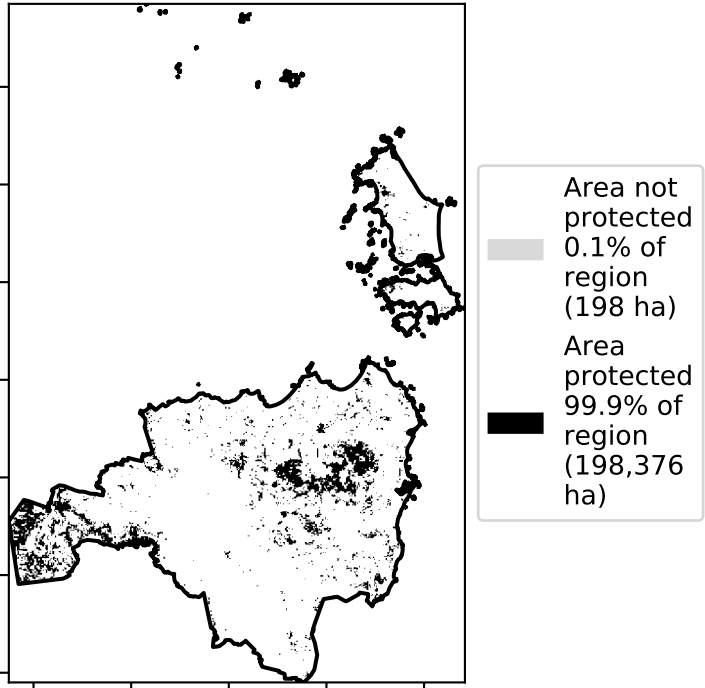 Area not
protected
0.1% of
region
(198 ha)
Area
protected
99.9% of
region
(198,376
ha)